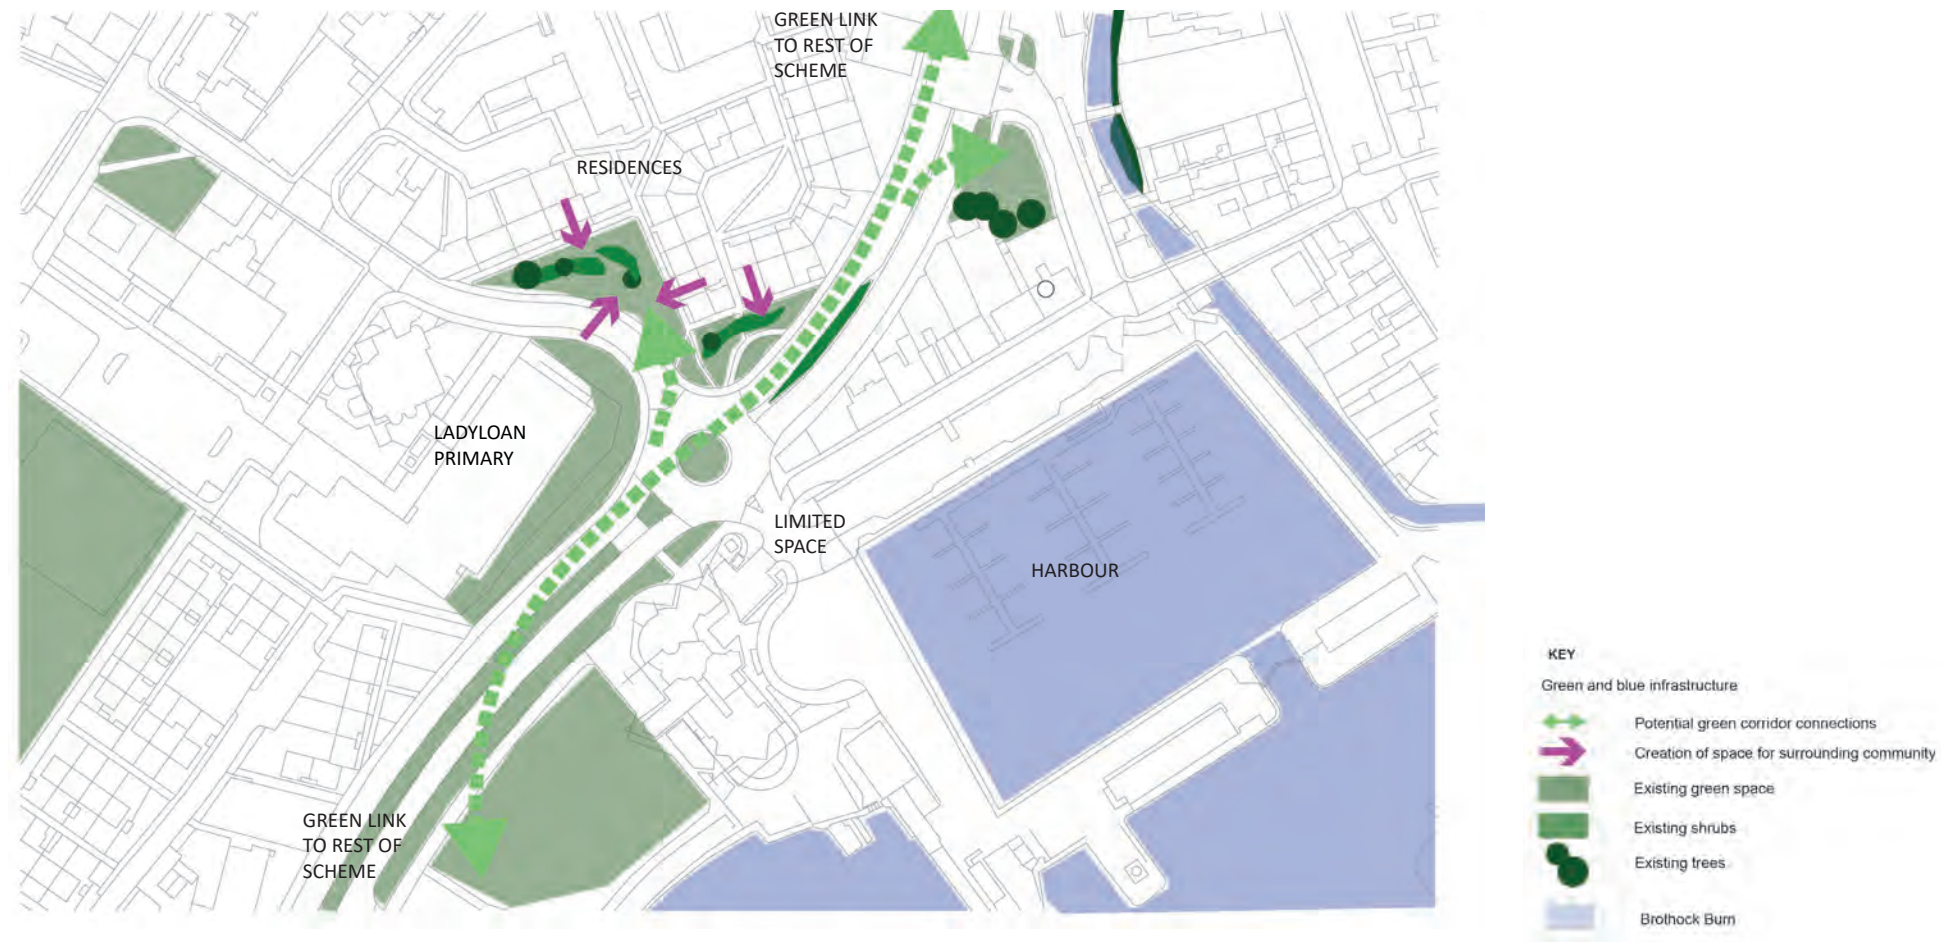 GREEN LINK
TO REST OF
SCHEME
RESIDENCES
LADYLOAN
PRIMARY
LIMITED
SPACE
HARBOUR
GREEN LINK
TO REST OF
SCHEME
KEY
Green and blue infrastructure
Potential green corridor connections
Creation of space for surrounding community
Existing green space
Existing shrubs
Existing trees
Brothock Burn